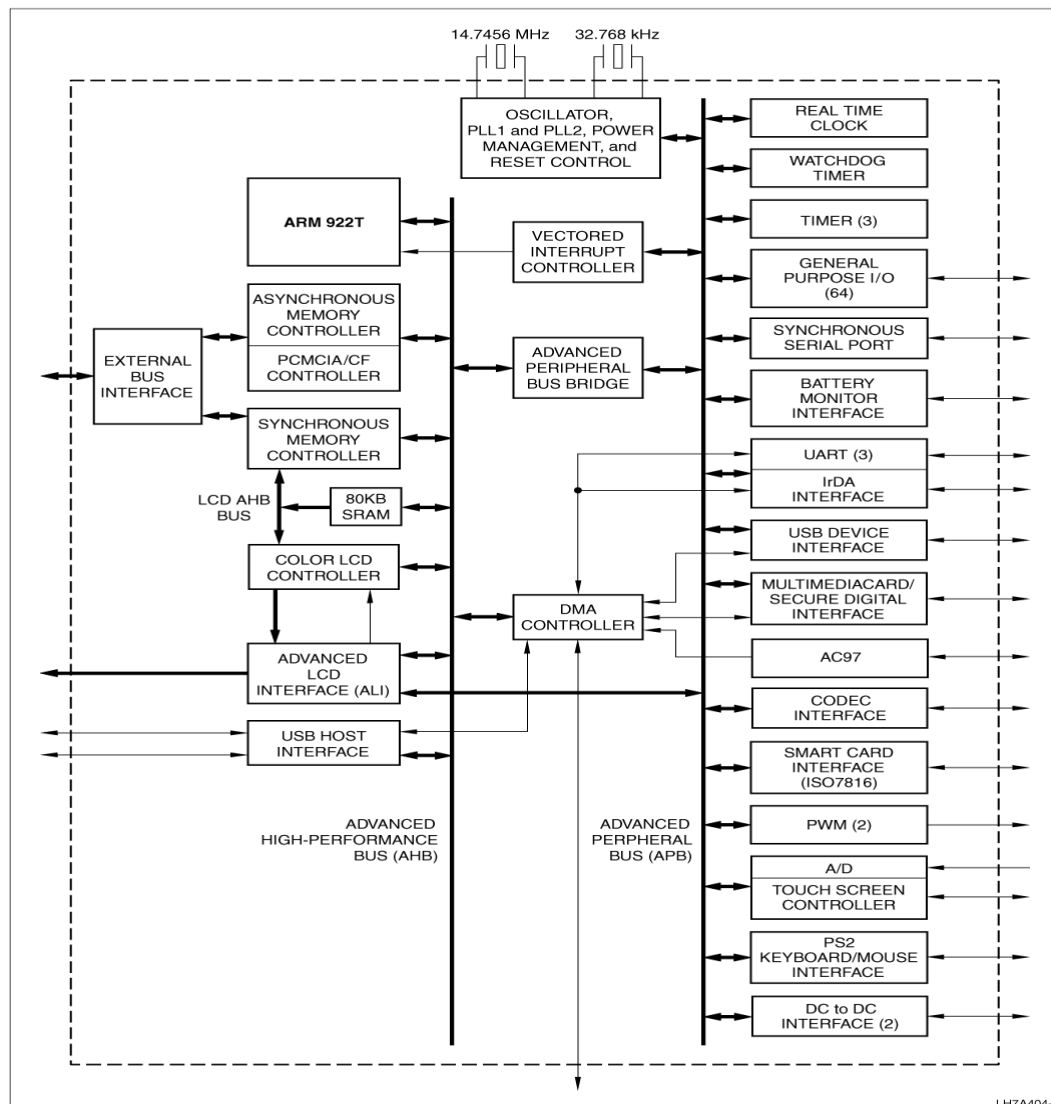 14.7456 MHz
32.768 kHz
OSCILLATOR,
PLL1 and PLL2, POWER
MANAGEMENT, and
RESET CONTROL
REAL TIME
CLOCK
WATCHDOG
TIMER
ARM 922T
VECTORED
INTERRUPT
CONTROLLER
TIMER (3)
GENERAL
PURPOSE I/O
(64)
ASYNCHRONOUS
MEMORY
CONTROLLER
PCMCIA/CF
CONTROLLER
EXTERNAL
BUS
INTERFACE
ADVANCED
PERIPHERAL
BUS BRIDGE
SYNCHRONOUS
SERIAL PORT
BATTERY
MONITOR
INTERFACE
SYNCHRONOUS
MEMORY
CONTROLLER
UART (3)
IrDA
INTERFACE
LCD AHB
BUS
80KB
SRAM
USB DEVICE
INTERFACE
COLOR LCD
CONTROLLER
MULTIMEDIACARD/
SECURE DIGITAL
INTERFACE
DMA
CONTROLLER
ADVANCED
LCD
INTERFACE (ALI)
AC97
CODEC
INTERFACE
USB HOST
INTERFACE
SMART CARD
INTERFACE
(ISO7816)
ADVANCED
HIGH-PERFORMANCE
BUS (AHB)
ADVANCED
PERPHERAL
BUS (APB)
PWM (2)
A/D
TOUCH SCREEN
CONTROLLER
PS2
KEYBOARD/MOUSE
INTERFACE
DC to DC
INTERFACE (2)